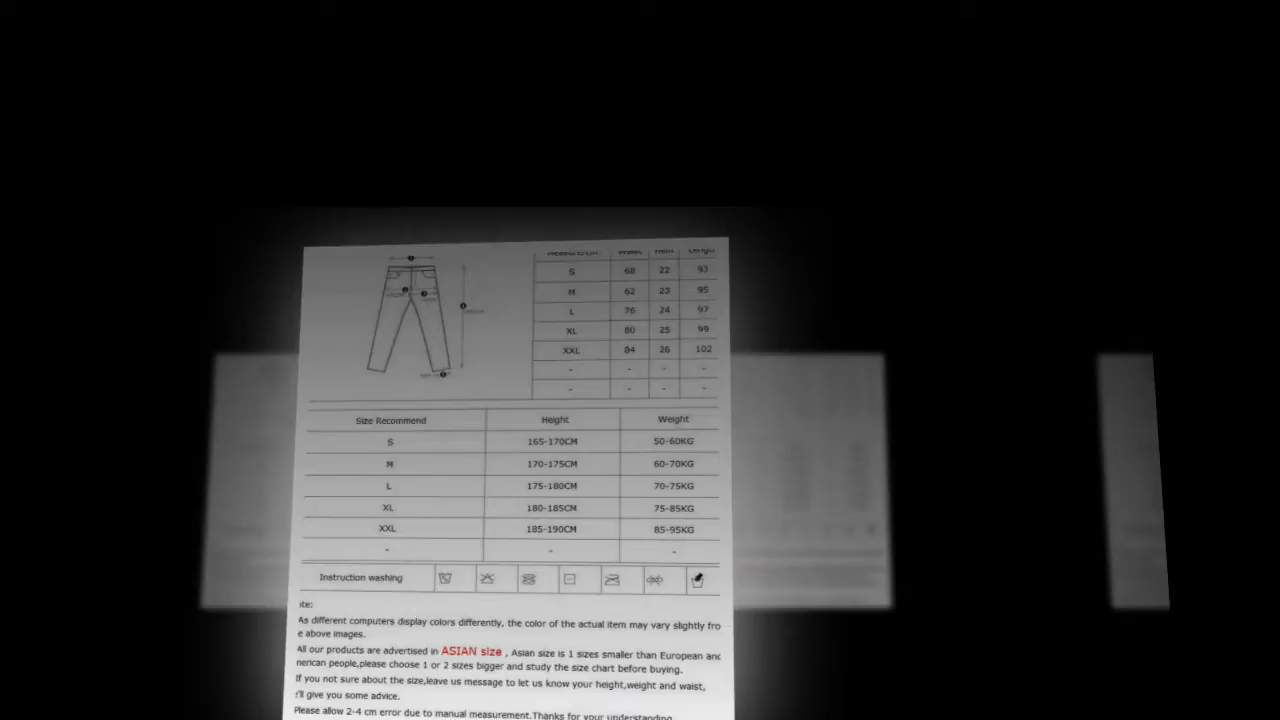 S 68 22 93
M 62 23 95
L 76 24 97
XL 80 25 99
XXL 84 26 102
- - - -
- - - -
Size Recommend Height Weight
S 165-170CM 50-60KG
M 170-175CM 60-70KG
L 175-180CM 70-75KG
XL 180-185CM 75-85KG
XXL 185-190CM 85-95KG
- - -
Instruction washing
ite:
As different computers display colors differently, the color of the actual item may vary slightly fro
e above images.
All our products are advertised in ASIAN size , Asian size is 1 sizes smaller than European and
nerican people,please choose 1 or 2 sizes bigger and study the size chart before buying.
If you not sure about the size,leave us message to let us know your height,weight and waist,
'll give you some advice.
Please allow 2-4 cm error due to manual measurement.Thanks for your understanding